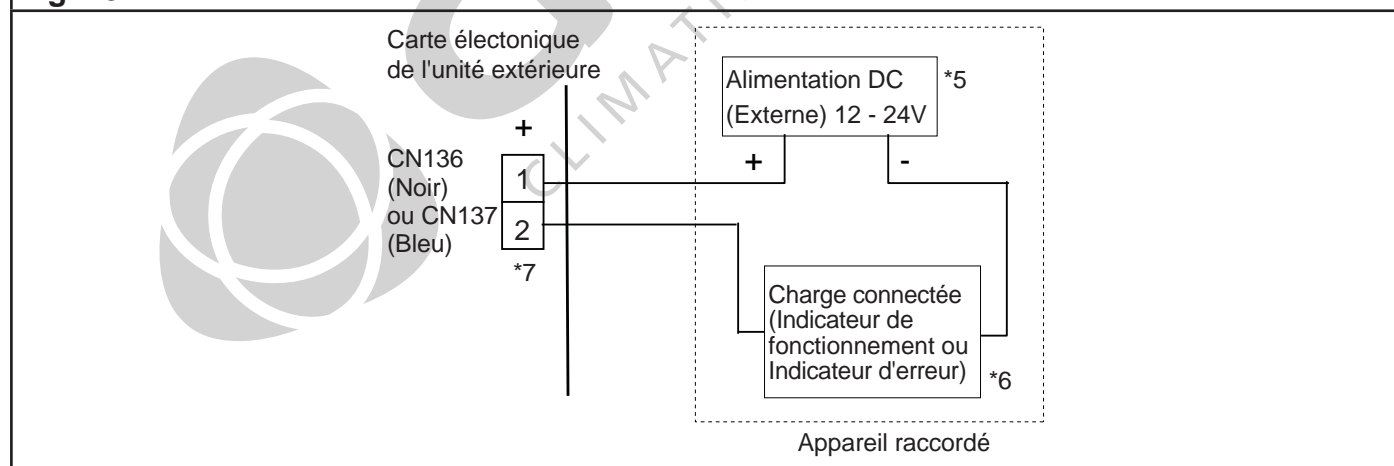 Carte électonique
de l'unité extérieure
CLIMATI
Alimentation DC
(Externe) 12 - 24V
*5
+
+
-
CN136
(Noir)
ou CN137
(Bleu)
1
2
*7
Charge connectée
(Indicateur de
fonctionnement ou
Indicateur d'erreur)
*6
Appareil raccordé